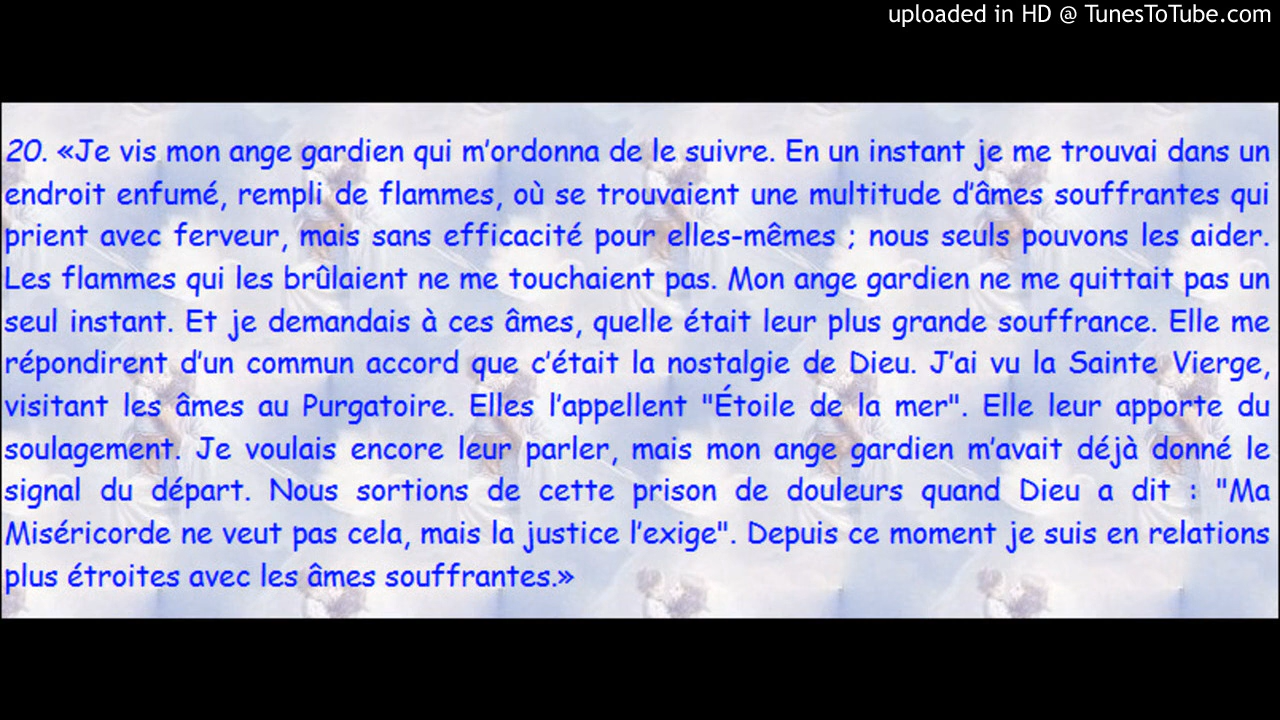 uploaded in HD @ TunesToTube.com
20. «Je vis mon ange gardien qui m’ordonna de le suivre. En un instant je me trouvai dans un
endroit enfumé, rempli de flammes, où se trouvaient une multitude d’âmes souffrantes qui
prient avec ferveur, mais sans efficacité pour elles-mêmes ; nous seuls pouvons les aider.
Les flammes qui les brûlaient ne me touchaient pas. Mon ange gardien ne me quittait pas un
seul instant. Et je demandais à ces âmes, quelle était leur plus grande souffrance. Elle me
répondirent d’un commun accord que c’était la nostalgie de Dieu. J’ai vu la Sainte Vierge,
visitant les âmes au Purgatoire. Elles l’appellent "Étoile de la mer". Elle leur apporte du
soulagement. Je voulais encore leur parler, mais mon ange gardien m’avait déjà donné le
signal du départ. Nous sortions de cette prison de douleurs quand Dieu a dit : "Ma
Miséricorde ne veut pas cela, mais la justice l’exige". Depuis ce moment je suis en relations
plus étroites avec les âmes souffrantes.»